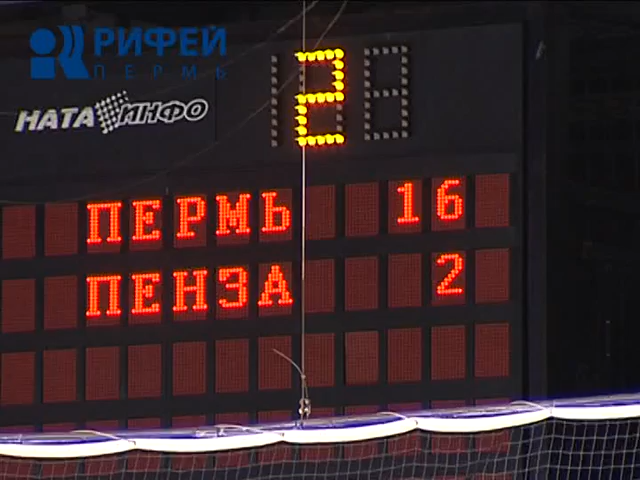 РИФЕЙ
ПЕРМЬ
2
НАТА ИНФО
ПЕРМЬ 16
ПЕНЗА 2